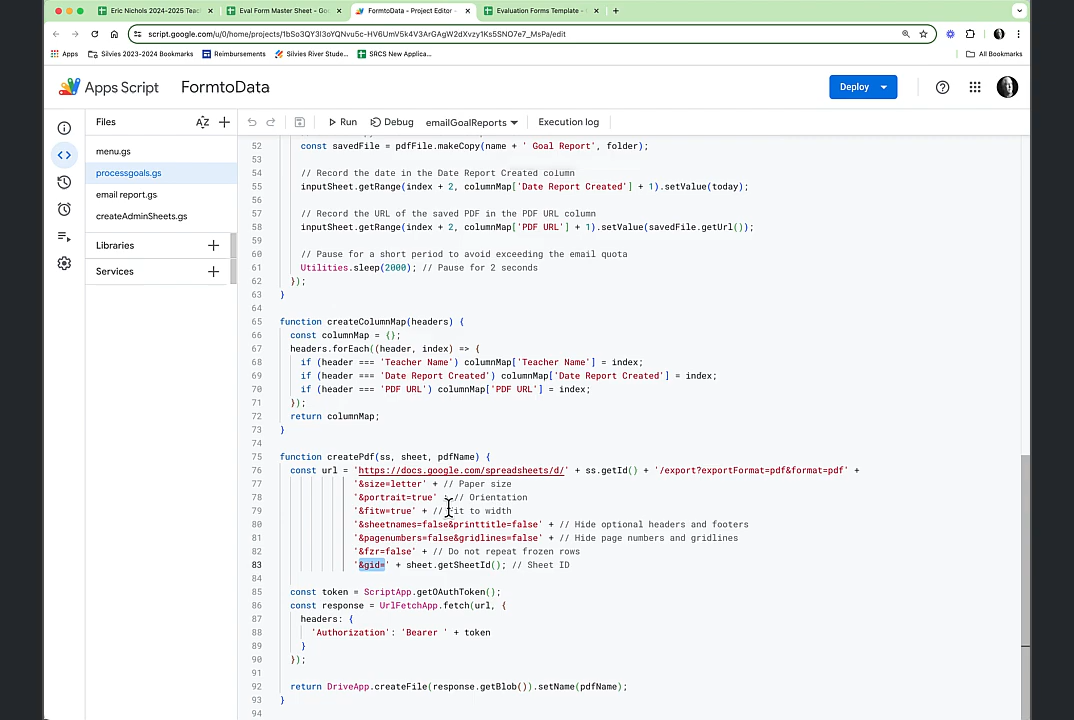 Eric Nichols 2024-2025 Teac
Eval Form Master Sheet - Go
FormtoData - Project Editor -
Evaluation Forms Template -
script.google.com/u/0/home/projects/1bSo3QY3l3oYQNvu5c-HV6UmV5k4V3ArGAgW2dXvzy1Ks5SNO7e7_MsPa/edit
Apps
Silvies 2023-2024 Bookmarks
Reimbursements
Silvies River Stude...
SRCS New Applica...
All Bookmarks
Apps Script
FormtoData
Deploy
Files
Run
Debug
emailGoalReports
Execution log
menu.gs
processgoals.gs
email report.gs
createAdminSheets.gs
Libraries
Services
52 const savedFile = pdfFile.makeCopy(name + ' Goal Report', folder);
53
54 // Record the date in the Date Report Created column
55 inputSheet.getRange(index + 2, columnMap['Date Report Created'] + 1).setValue(today);
56
57 // Record the URL of the saved PDF in the PDF URL column
58 inputSheet.getRange(index + 2, columnMap['PDF URL'] + 1).setValue(savedFile.getUrl());
59
60 // Pause for a short period to avoid exceeding the email quota
61 Utilities.sleep(2000); // Pause for 2 seconds
62 });
63 }
64
65 function createColumnMap(headers) {
66 const columnMap = {};
67 headers.forEach((header, index) => {
68 if (header === 'Teacher Name') columnMap['Teacher Name'] = index;
69 if (header === 'Date Report Created') columnMap['Date Report Created'] = index;
70 if (header === 'PDF URL') columnMap['PDF URL'] = index;
71 });
72 return columnMap;
73 }
74
75 function createPdf(ss, sheet, pdfName) {
76 const url = 'https://docs.google.com/spreadsheets/d/' + ss.getId() + '/export?exportFormat=pdf&format=pdf' +
77 '&size=letter' + // Paper size
78 '&portrait=true' + // Orientation
79 '&fitw=true' + // Fit to width
80 '&sheetnames=false&printtitle=false' + // Hide optional headers and footers
81 '&pagenumbers=false&gridlines=false' + // Hide page numbers and gridlines
82 '&fzr=false' + // Do not repeat frozen rows
83 '&gid=' + sheet.getSheetId(); // Sheet ID
84
85 const token = ScriptApp.getOAuthToken();
86 const response = UrlFetchApp.fetch(url, {
87 headers: {
88 'Authorization': 'Bearer ' + token
89 }
90 });
91
92 return DriveApp.createFile(response.getBlob()).setName(pdfName);
93 }
94